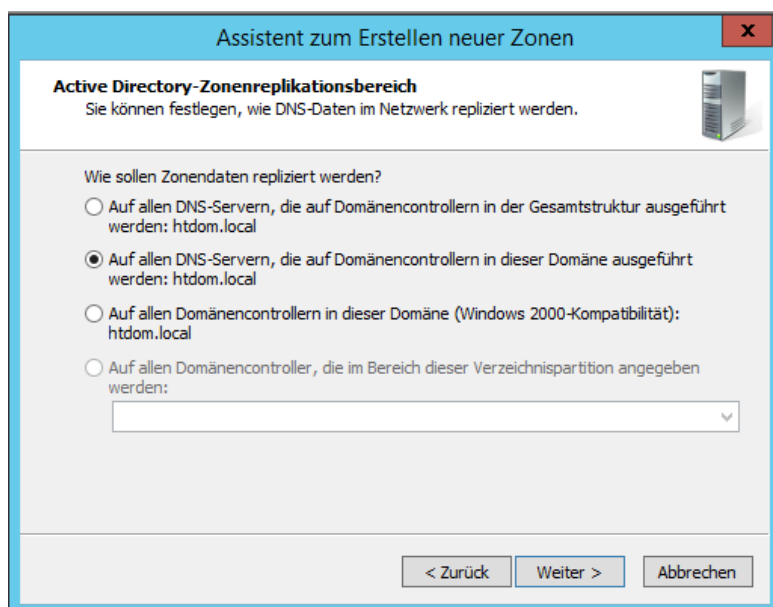 Assistent zum Erstellen neuer Zonen
x
Active Directory-Zonenreplikationsbereich
Sie können festlegen, wie DNS-Daten im Netzwerk repliziert werden.
Wie sollen Zonendaten repliziert werden?
Auf allen DNS-Servern, die auf Domänencontrollern in der Gesamtstruktur ausgeführt
werden: htdom.local
Auf allen DNS-Servern, die auf Domänencontrollern in dieser Domäne ausgeführt
werden: htdom.local
Auf allen Domänencontrollern in dieser Domäne (Windows 2000-Kompatibilität):
htdom.local
Auf allen Domänencontroller, die im Bereich dieser Verzeichnispartition angegeben
werden:
< Zurück Weiter > Abbrechen